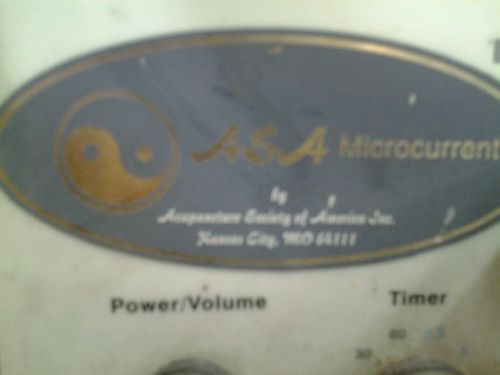 ASA Microcurrent
by
Acupuncture Society of America Inc.
Kansas City, MO 64111
Power/Volume
Timer
60
30